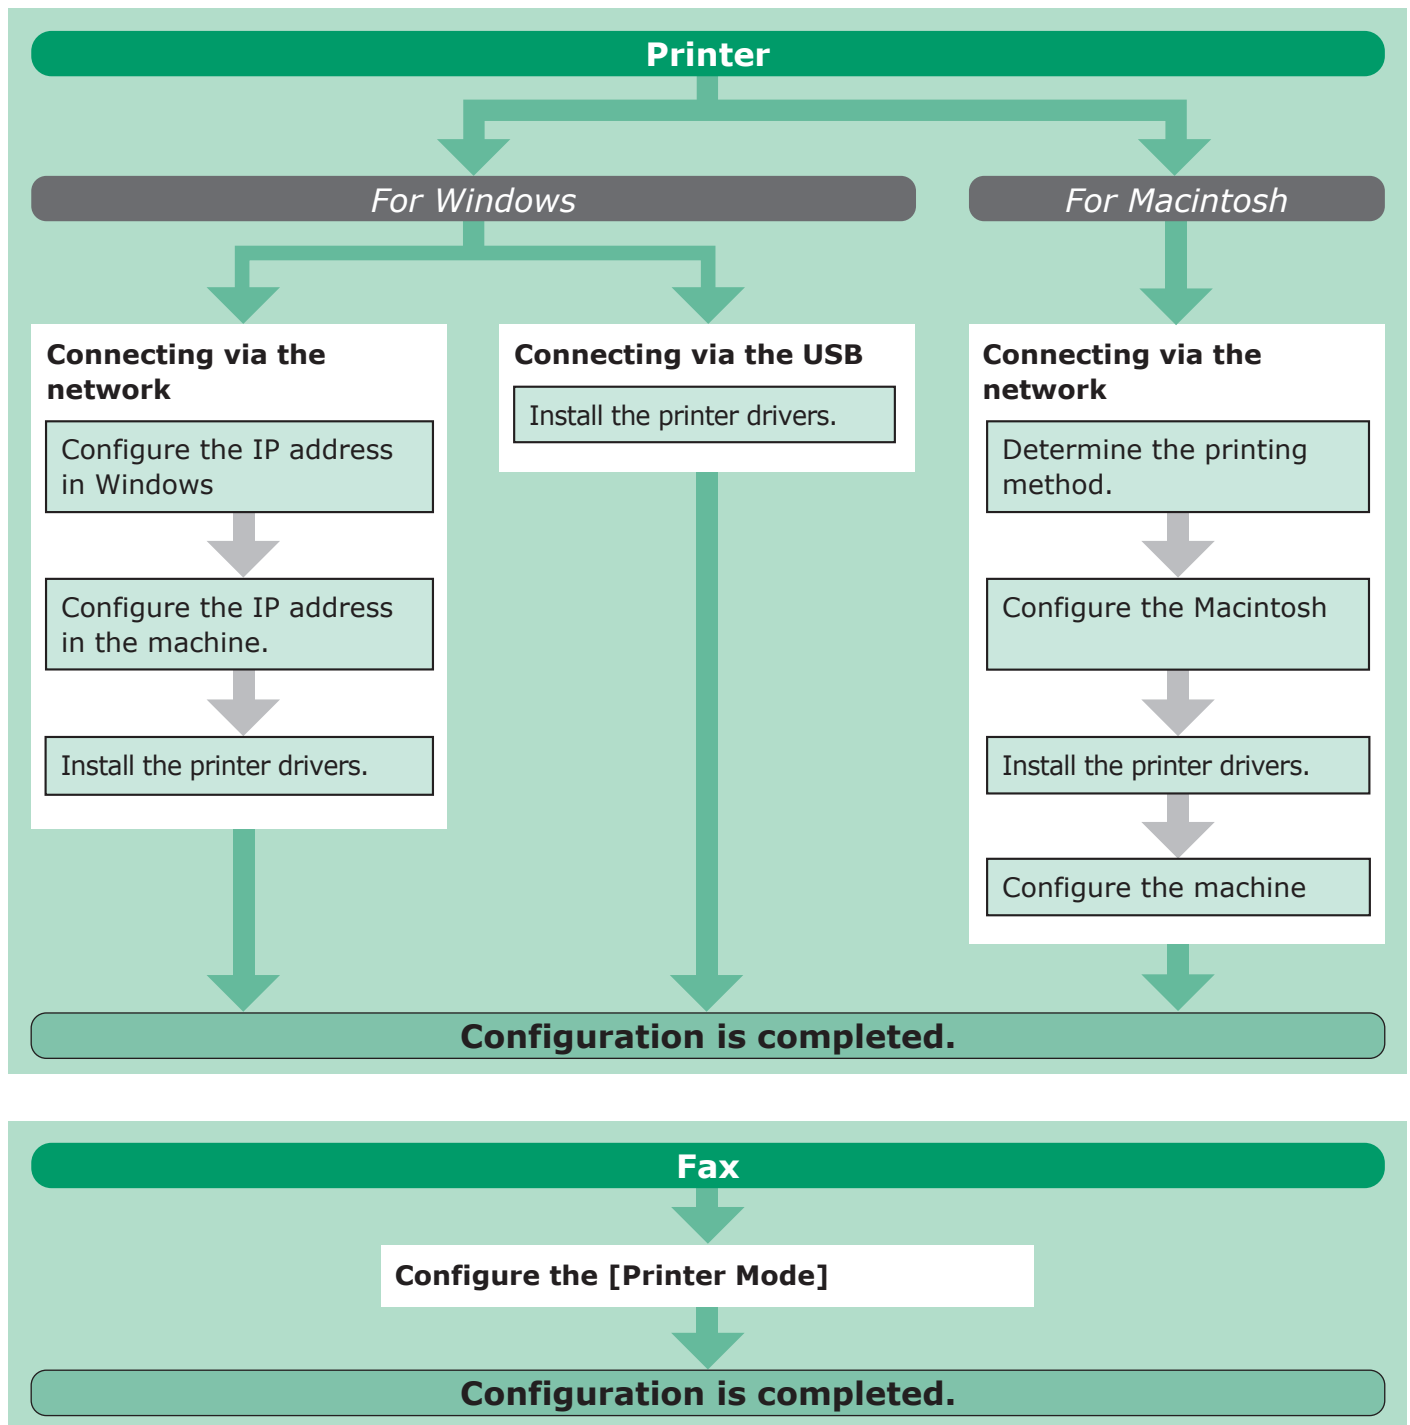 Printer
For Windows
For Macintosh
Connecting via the
network
Configure the IP address
in Windows
Configure the IP address
in the machine.
Install the printer drivers.
Connecting via the USB
Install the printer drivers.
Connecting via the
network
Determine the printing
method.
Configure the Macintosh
Install the printer drivers.
Configure the machine
Configuration is completed.
Fax
Configure the [Printer Mode]
Configuration is completed.